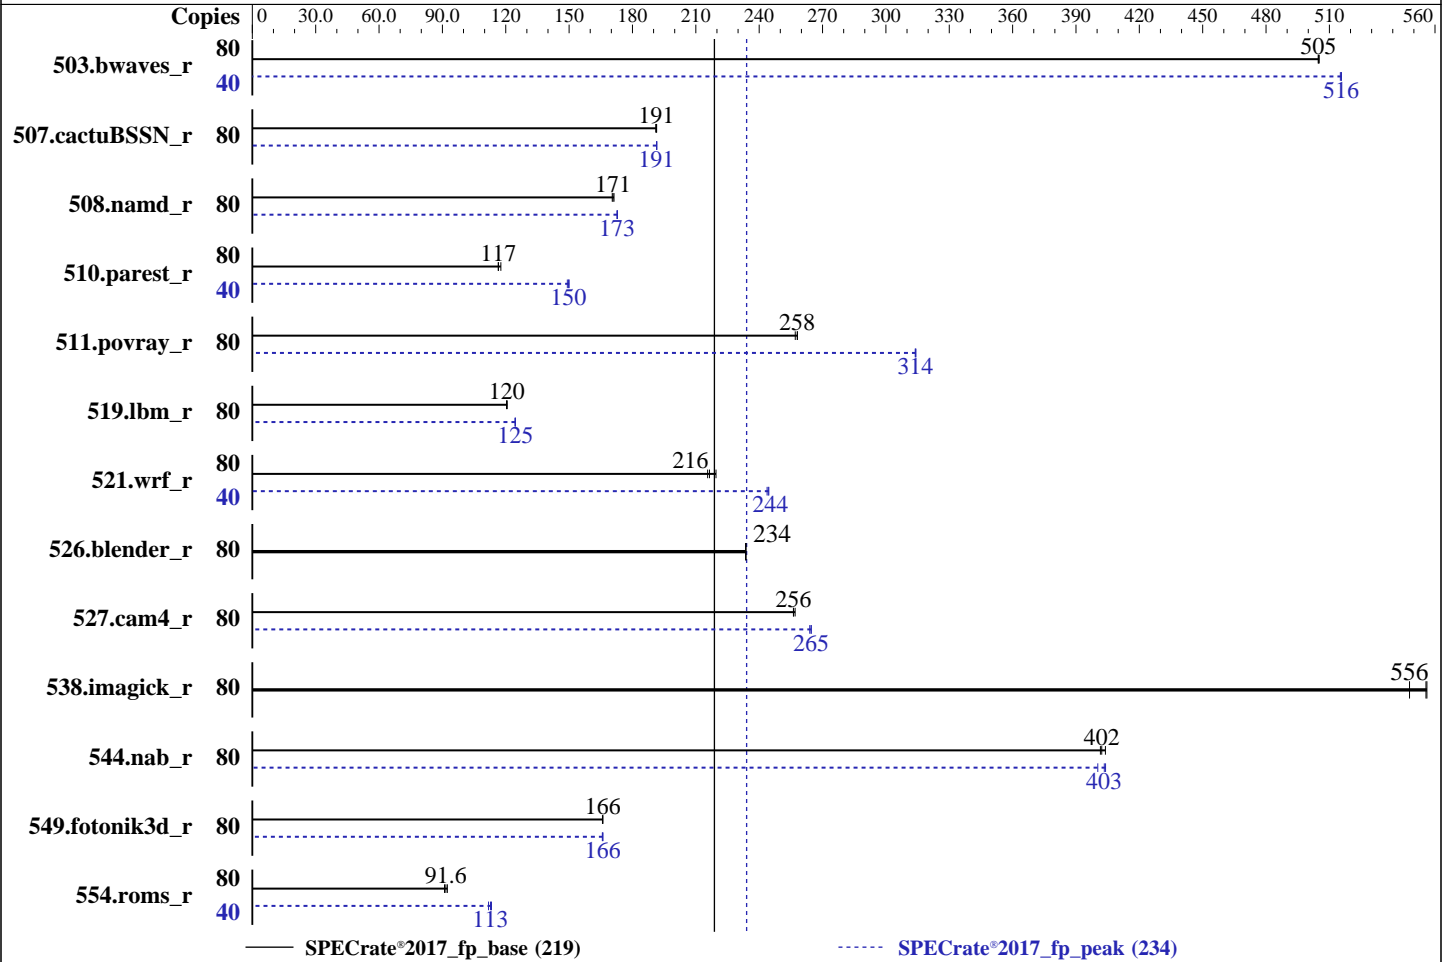 Copies 0 30.0 60.0 90.0 120 150 180 210 240 270 300 330 360 390 420 450 480 510 560
503.bwaves_r 80 505
40 516
507.cactuBSSN_r 80 191
191
508.namd_r 80 171
173
510.parest_r 80 117
40 150
511.povray_r 80 258
314
519.lbm_r 80 120
125
521.wrf_r 80 216
40 244
526.blender_r 80 234
527.cam4_r 80 256
265
538.imagick_r 80 556
544.nab_r 80 402
403
549.fotonik3d_r 80 166
166
554.roms_r 80 91.6
40 113
SPECrate®2017_fp_base (219) SPECrate®2017_fp_peak (234)